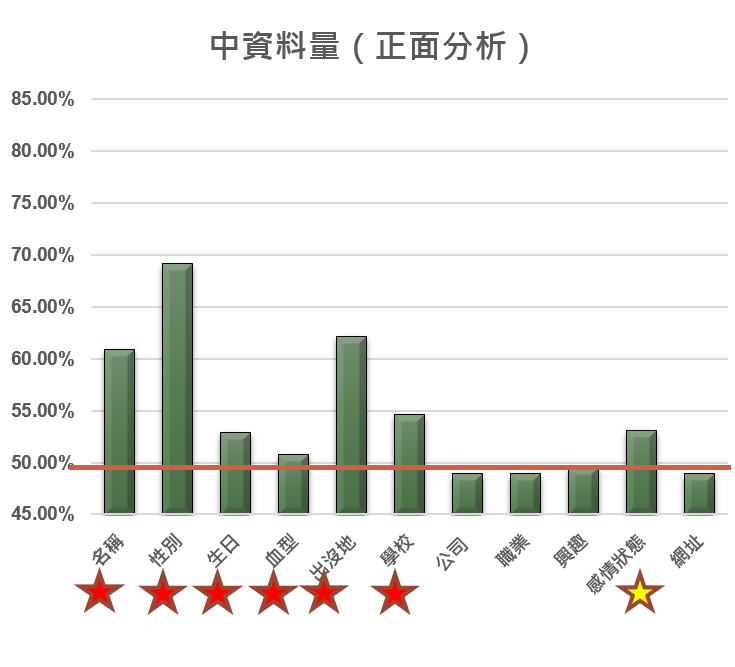 中資料量（正面分析）
85.00%
80.00%
75.00%
70.00%
65.00%
60.00%
55.00%
50.00%
45.00%
名稱
性別
生日
血型
出沒地
學校
公司
職業
興趣
感情狀態
網址